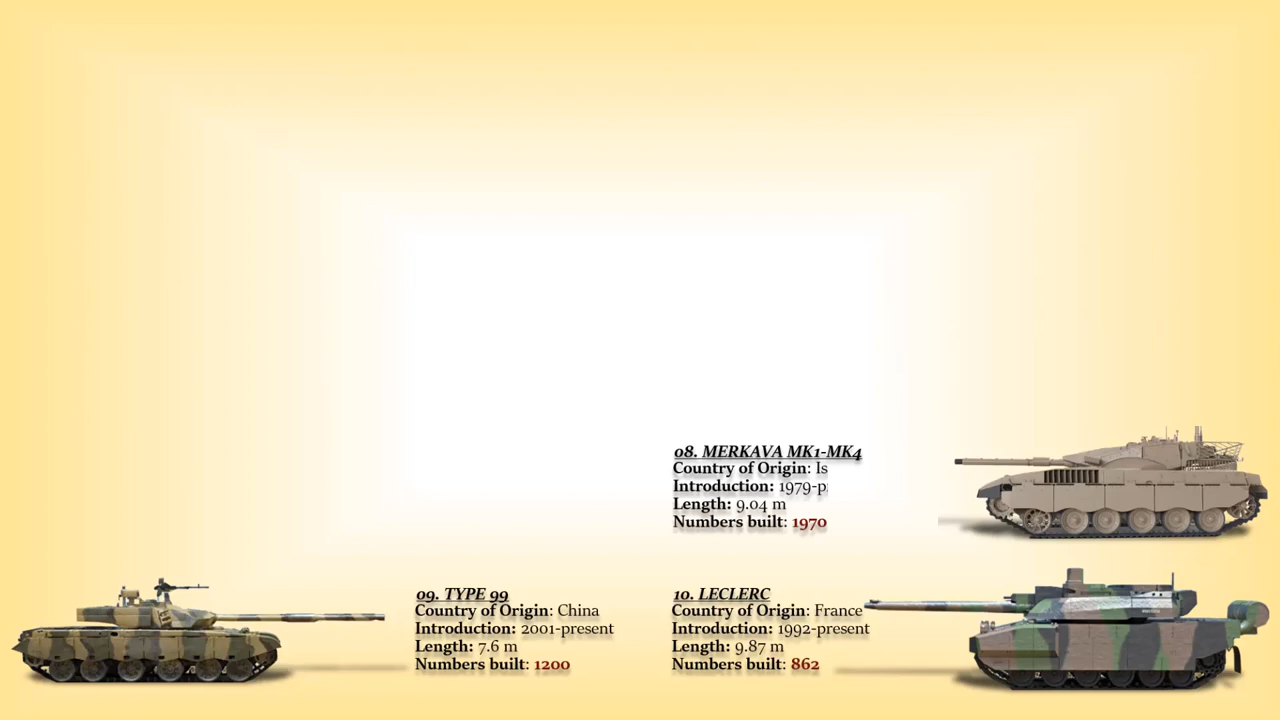 08. MERKAVA MK1-MK4
Country of Origin: Is
Introduction: 1979-p
Length: 9.04 m
Numbers built: 1970
09. TYPE 99
Country of Origin: China
Introduction: 2001-present
Length: 7.6 m
Numbers built: 1200
10. LECLERC
Country of Origin: France
Introduction: 1992-present
Length: 9.87 m
Numbers built: 862